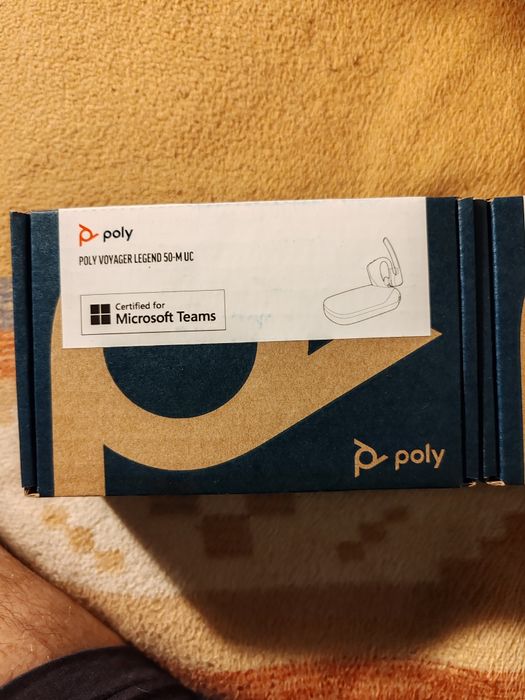 poly
POLY VOYAGER LEGEND 50-M UC
Certified for
Microsoft Teams
poly